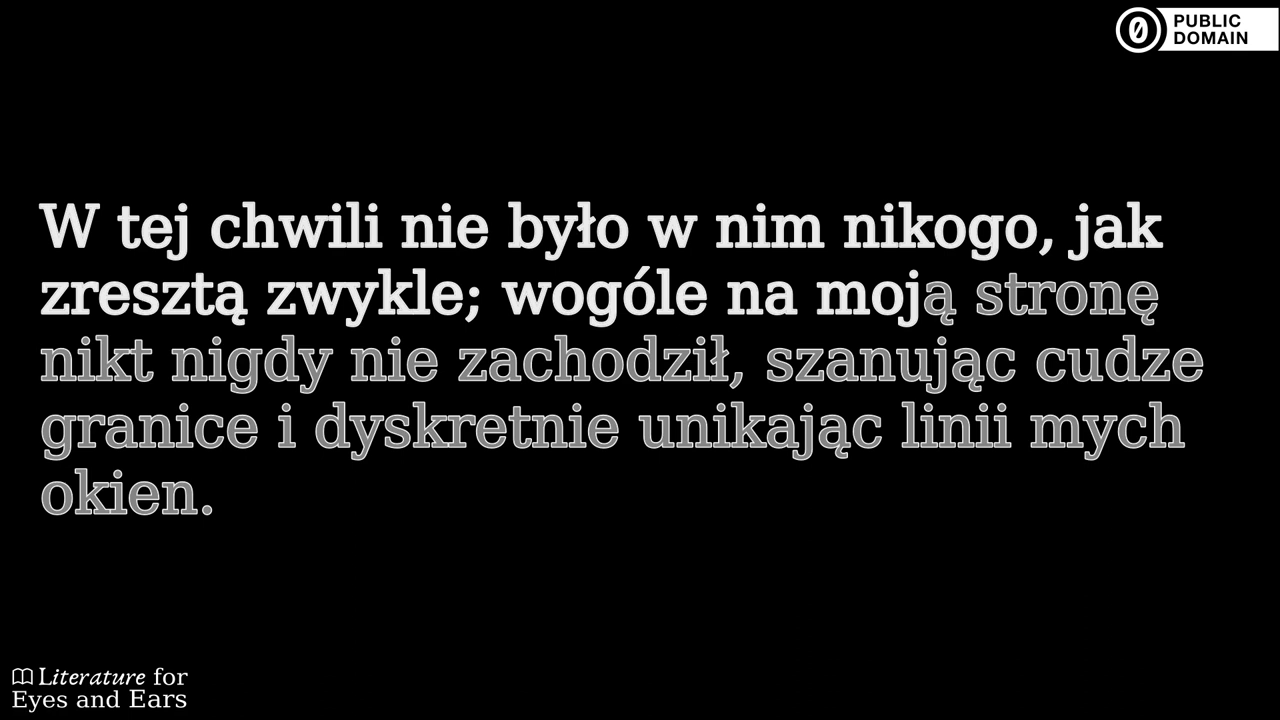 PUBLIC
DOMAIN
W tej chwili nie było w nim nikogo, jak
zresztą zwykle; wogóle na moją stronę
nikt nigdy nie zachodził, szanując cudze
granice i dyskretnie unikając linii mych
okien.
Literature for
Eyes and Ears